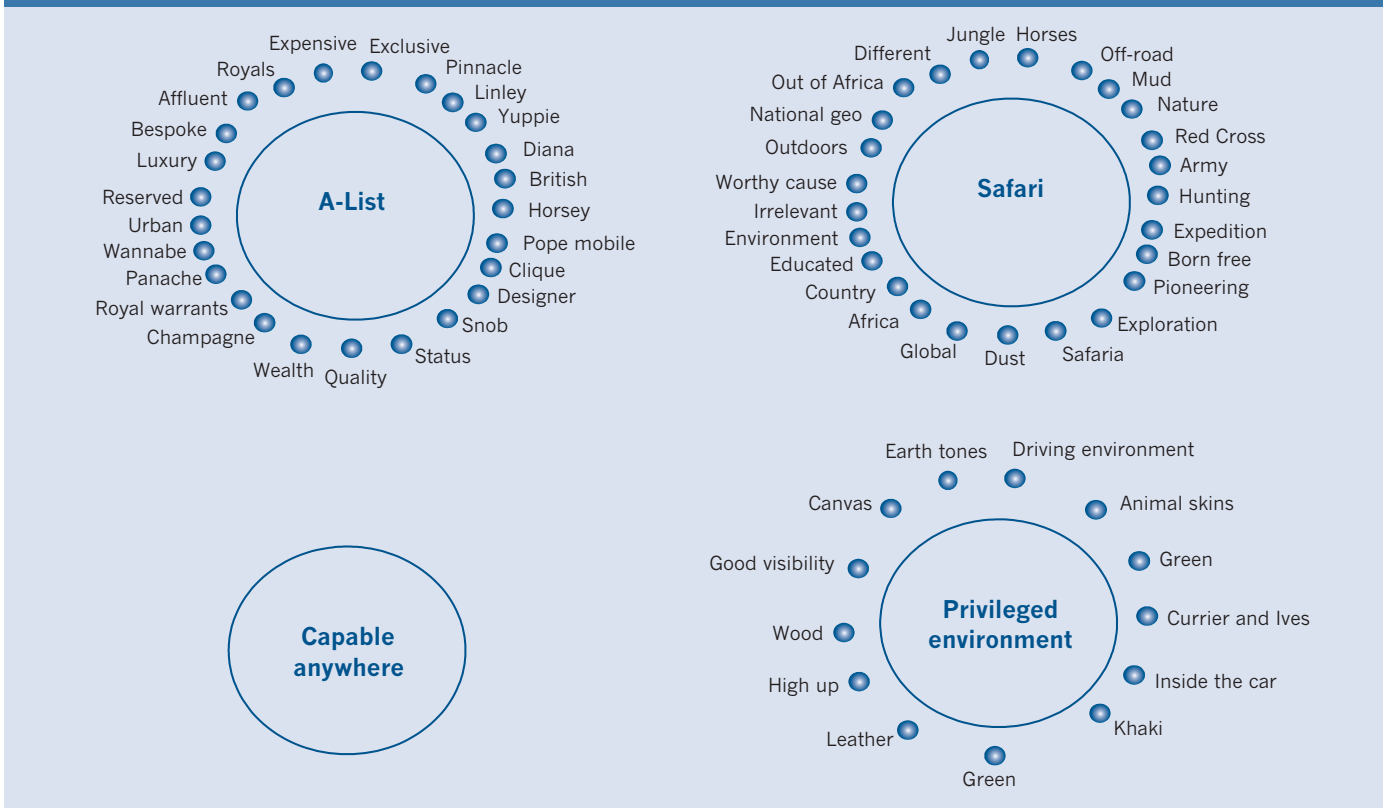 Expensive
Exclusive
Royals
Pinnacle
Affluent
Linley
Yuppie
Bespoke
Diana
Luxury
British
Reserved
Horsey
Urban
Pope mobile
Wannabe
Clique
Panache
Designer
Royal warrants
Snob
Champagne
Status
Wealth
Quality
A-List
Jungle
Horses
Different
Off-road
Out of Africa
Mud
National geo
Nature
Outdoors
Red Cross
Army
Worthy cause
Hunting
Irrelevant
Expedition
Environment
Born free
Educated
Pioneering
Country
Africa
Exploration
Global
Dust
Safaria
Safari
Capable
anywhere
Earth tones
Driving environment
Canvas
Animal skins
Good visibility
Green
Wood
Currier and Ives
High up
Inside the car
Leather
Khaki
Green
Privileged
environment